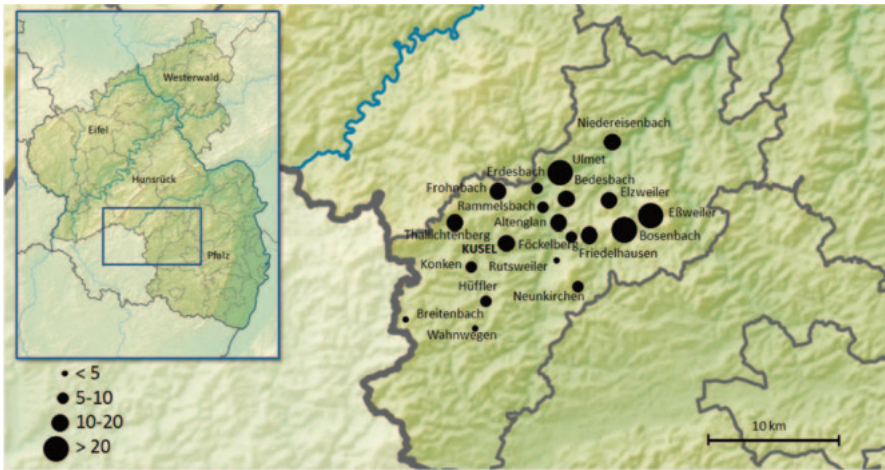 Westerwald
Eifel
Hunsrück
Pfalz
Niedereisenbach
Ulmet
Erdesbach
Bedesbach
Frohnbach
Elzweiler
Rammelsbach
Eßweiler
Altenglan
Thallichtenberg
Bosenbach
KUSEL
Föckelberg
Friedelhausen
Konken
Rutsweiler
Hüffler
Neunkirchen
Breitenbach
Wahnwegen
< 5
5-10
10-20
> 20
10 km